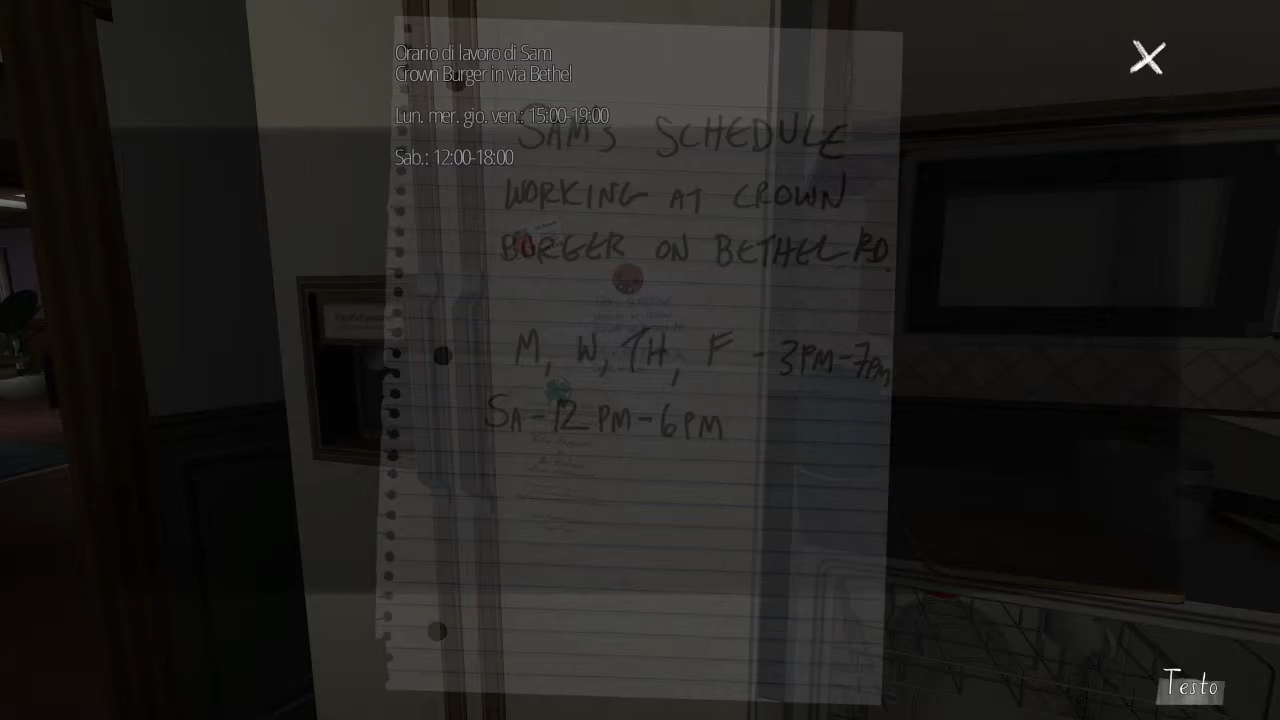 Orario di lavoro di Sam
Crown Burger in via Bethel
Lun. mer. gio. ven.: 15:00-19:00
Sab.: 12:00-18:00
SAM'S SCHEDULE
WORKING AT CROWN
BURGER ON BETHEL RD.
M, W, TH, F - 3PM-7PM,
SA-12 PM-6PM
Testo